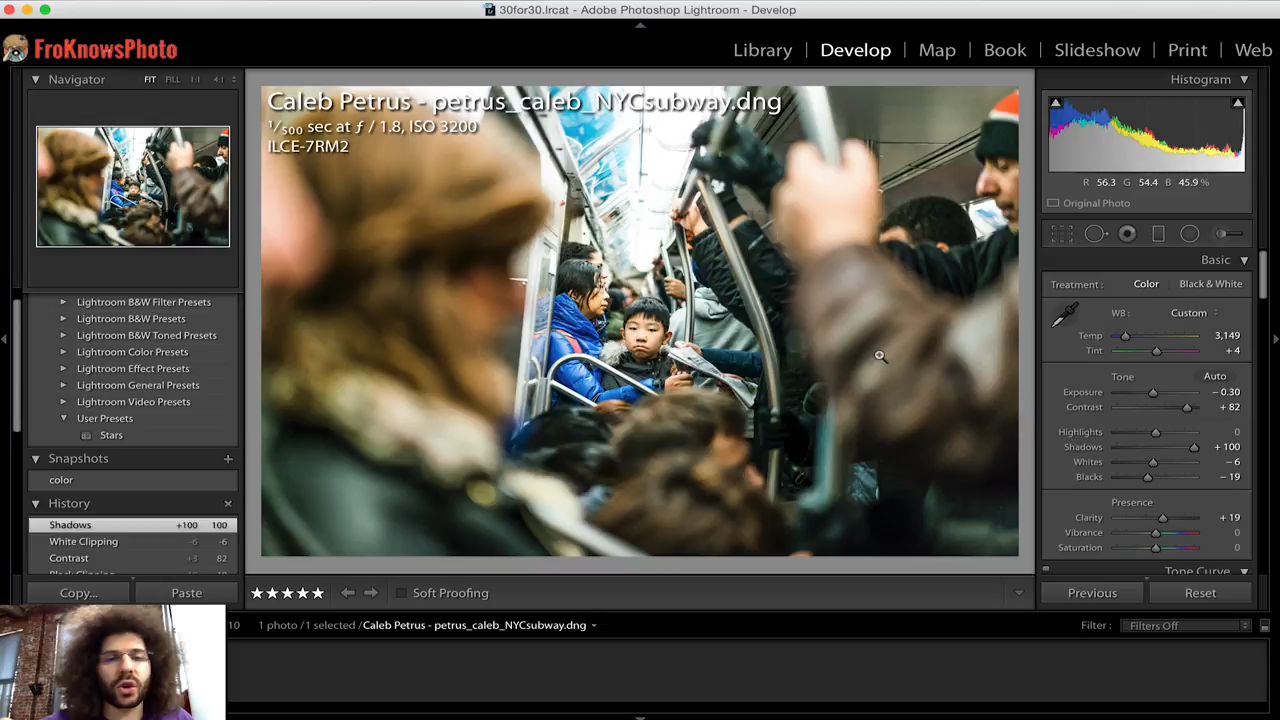 30for30.lrcat - Adobe Photoshop Lightroom - Develop
FroKnowsPhoto
Library | Develop | Map | Book | Slideshow | Print | Web
Navigator FIT FILL 1:1 4:1
Lightroom B&W Filter Presets
Lightroom B&W Presets
Lightroom B&W Toned Presets
Lightroom Color Presets
Lightroom Effect Presets
Lightroom General Presets
Lightroom Video Presets
User Presets
Stars
Snapshots +
color
History ×
Shadows +100 100
White Clipping -6 -6
Contrast +3 82
Copy... Paste
Caleb Petrus - petrus_caleb_NYCsubway.dng
1/500 sec at ƒ / 1.8, ISO 3200
ILCE-7RM2
Soft Proofing
Histogram
R 56.3 G 54.4 B 45.9 %
Original Photo
Basic
Treatment : Color Black & White
WB : Custom
Temp 3,149
Tint + 4
Tone Auto
Exposure – 0.30
Contrast + 82
Highlights 0
Shadows + 100
Whites – 6
Blacks – 19
Presence
Clarity + 19
Vibrance 0
Saturation 0
Tone Curve
Previous Reset
10 1 photo / 1 selected / Caleb Petrus - petrus_caleb_NYCsubway.dng
Filter : Filters Off